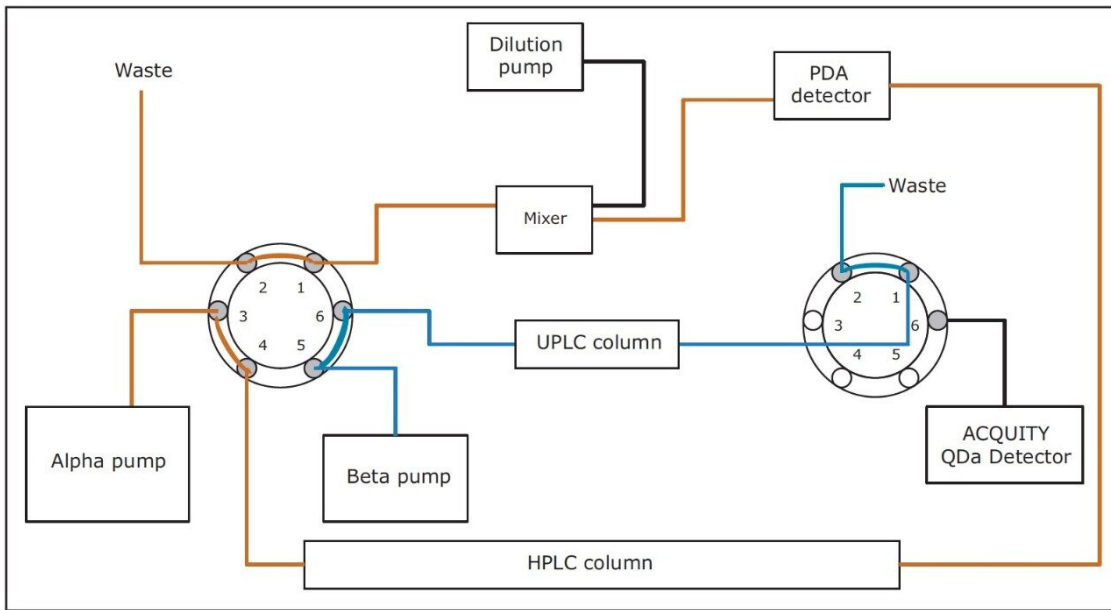 Dilution
pump
Waste
PDA
detector
Waste
Mixer
2 1
3 6
4 5
2 1
3 6
4 5
UPLC column
Alpha pump
Beta pump
ACQUITY
QDa Detector
HPLC column